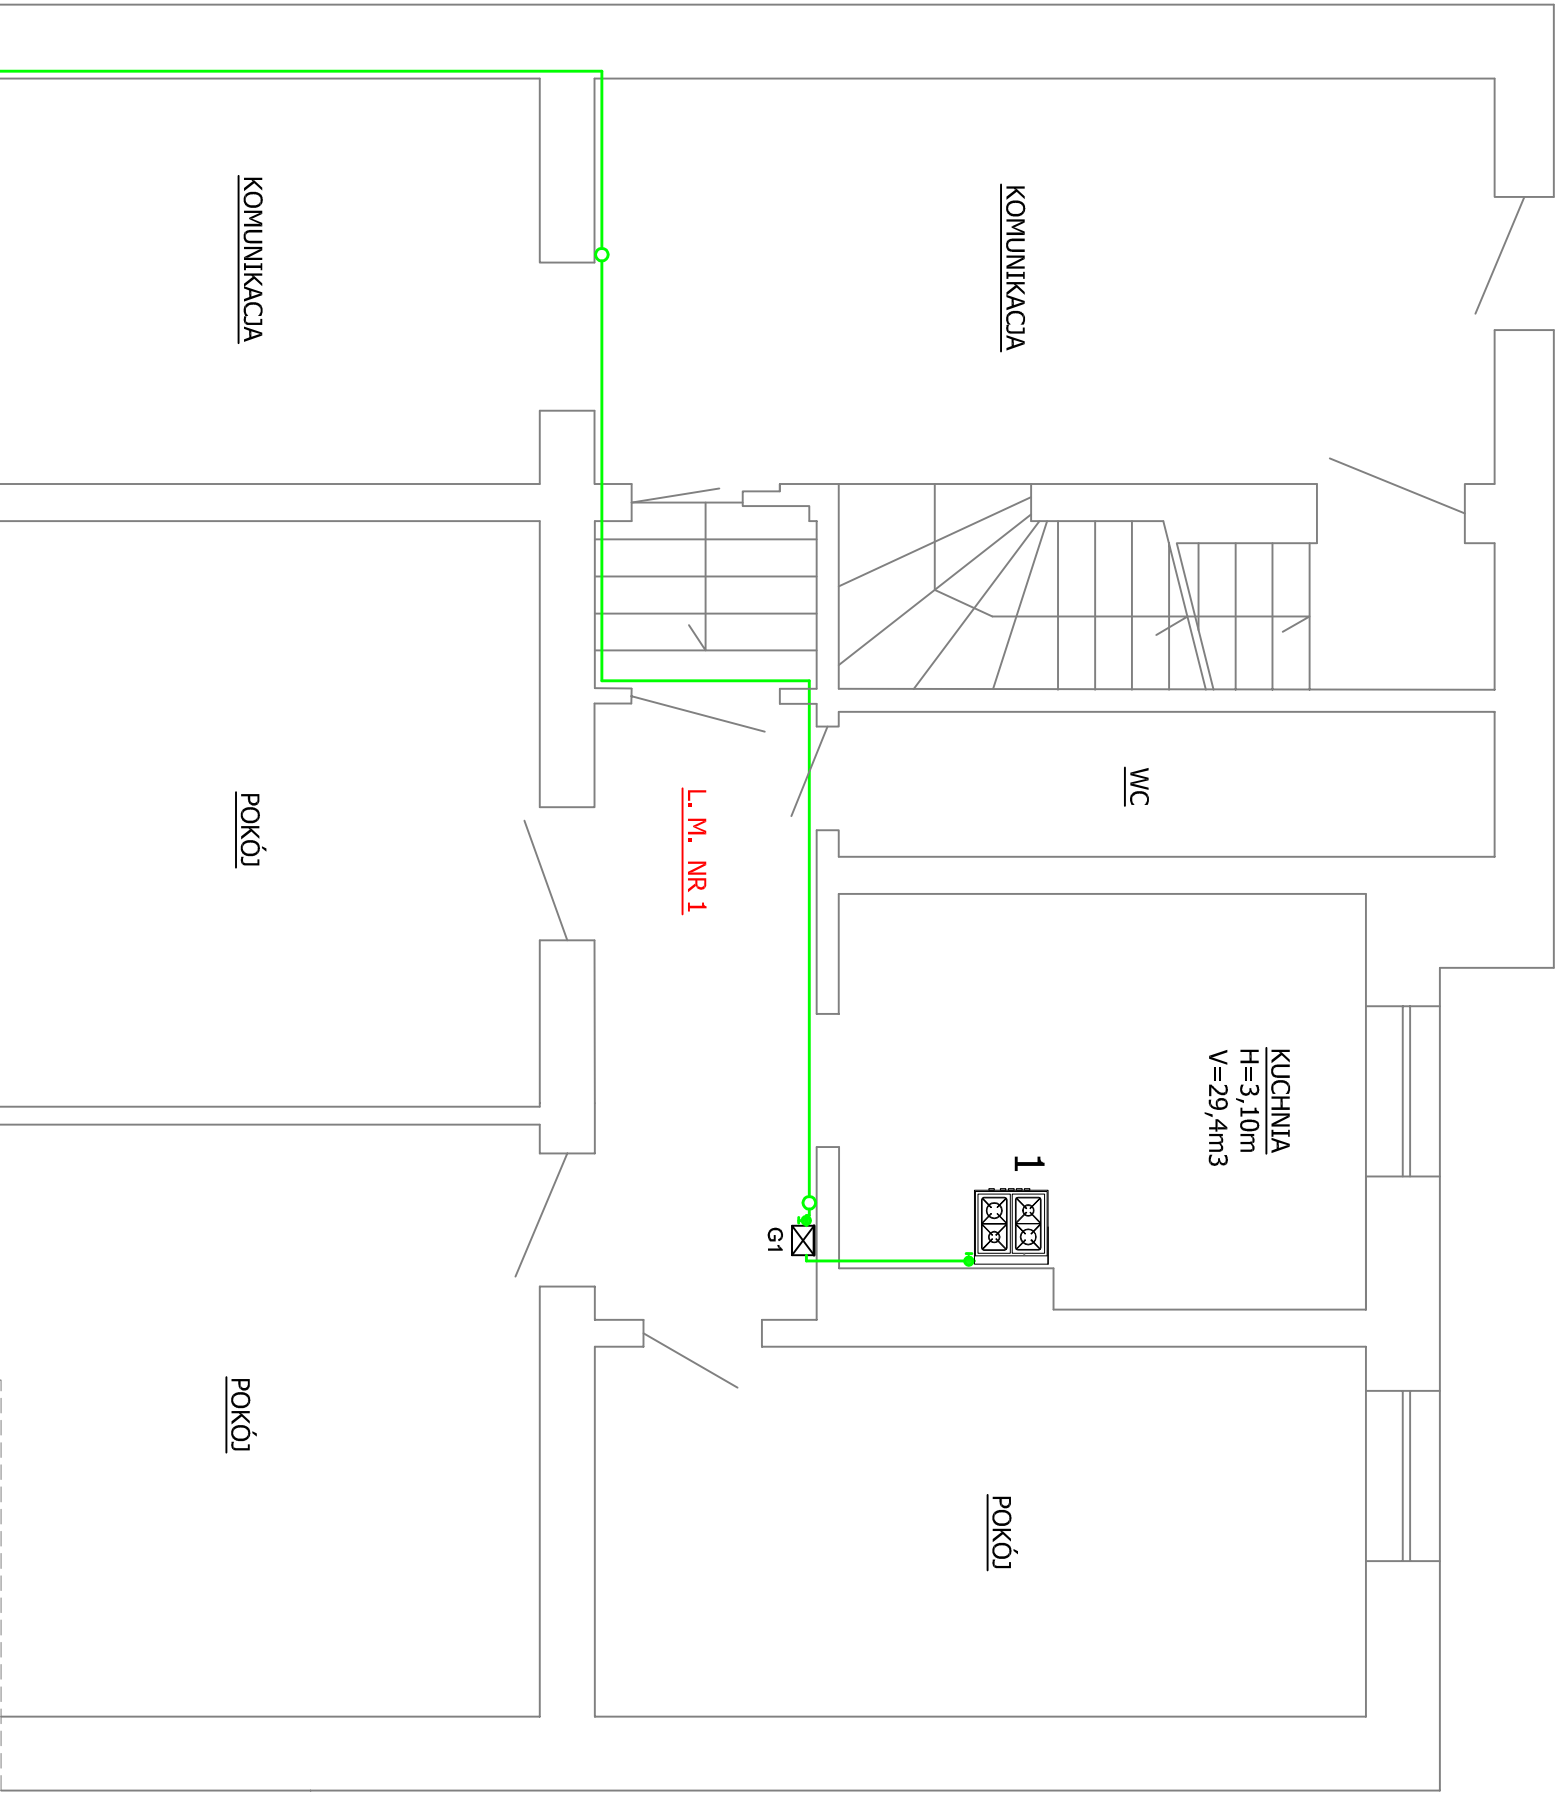 KOMUNIKACJA
KOMUNIKACJA
WC
POKÓJ
L. M. NR 1
KUCHNIA
H=3,10m
V=29,4m3
1
G1
POKÓJ
POKÓJ